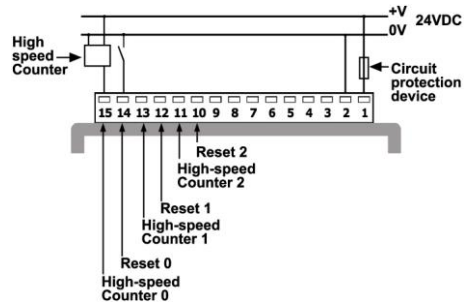 +V
24VDC
0V
High
speed
Counter
Circuit
protection
device
15 14 13 12 11 10 9 8 7 6 5 4 3 2 1
Reset 2
High-speed
Counter 2
Reset 1
High-speed
Counter 1
Reset 0
High-speed
Counter 0